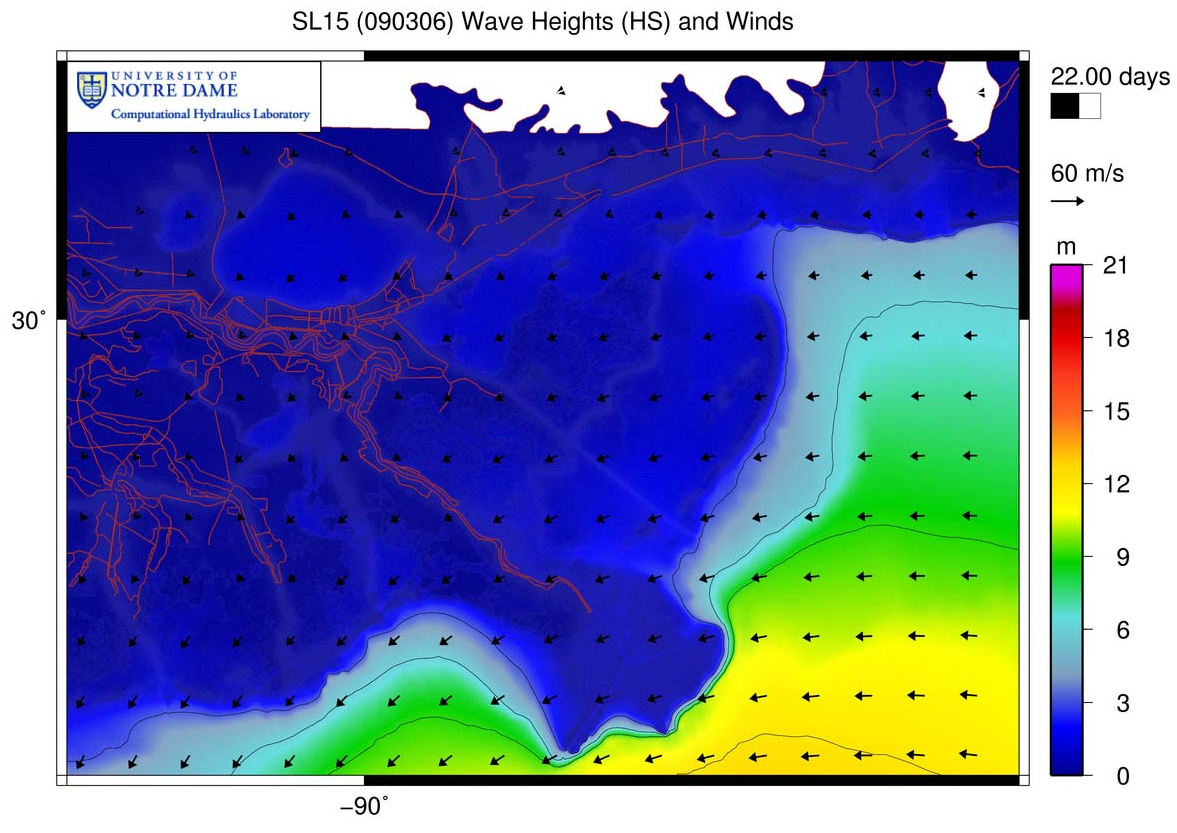 SL15 (090306) Wave Heights (HS) and Winds
UNIVERSITY OF
NOTRE DAME
Computational Hydraulics Laboratory
22.00 days
60 m/s
m
21
18
15
12
9
6
3
0
30°
−90°